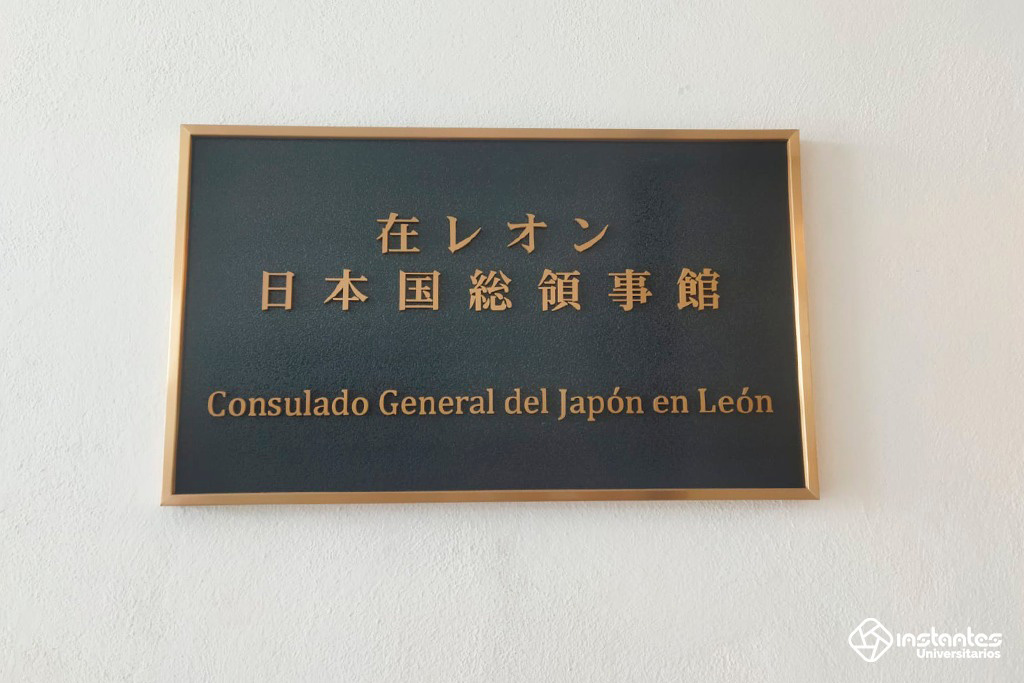 在レオン
日本国総領事館
Consulado General del Japón en León
instantes
Universitarios